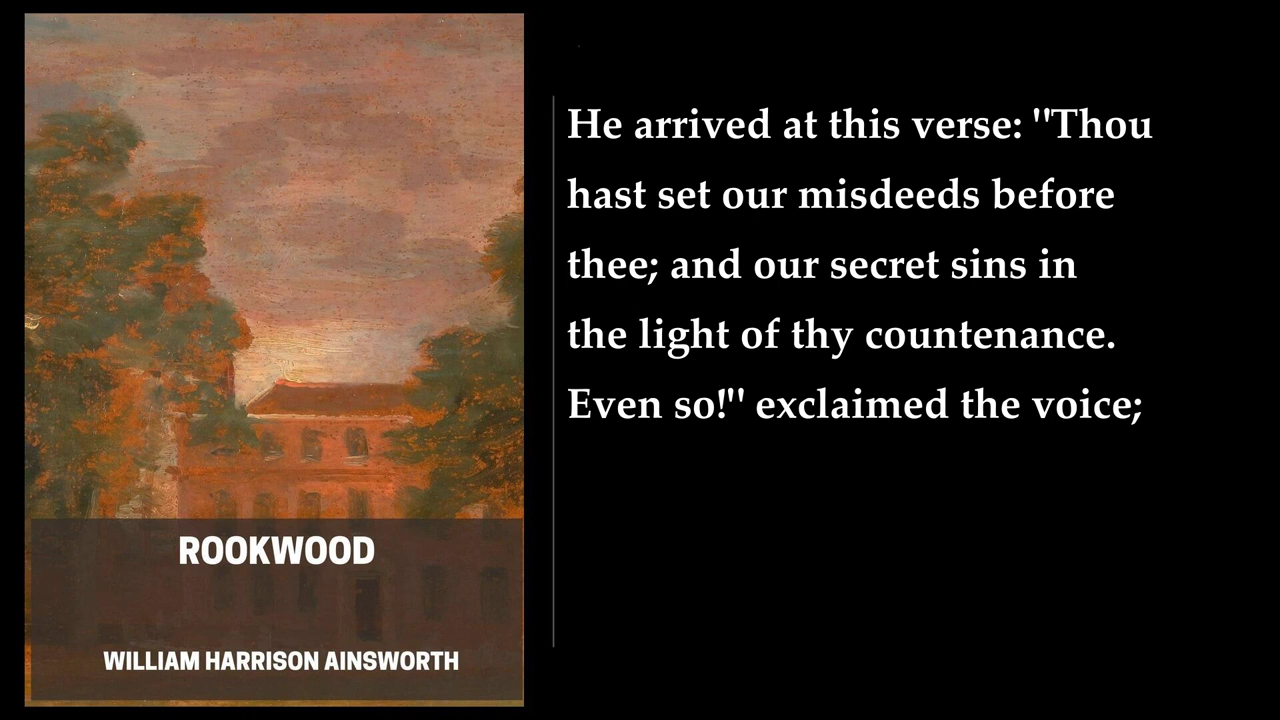 ROOKWOOD
WILLIAM HARRISON AINSWORTH
He arrived at this verse: "Thou
hast set our misdeeds before
thee; and our secret sins in
the light of thy countenance.
Even so!" exclaimed the voice;